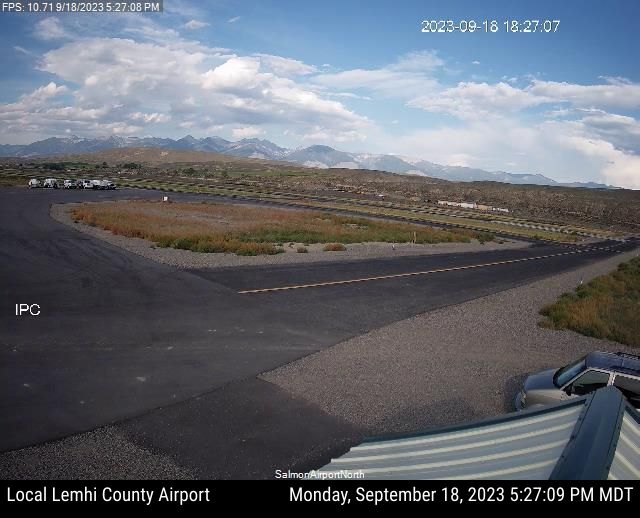 FPS: 10.71 9/18/2023 5:27:08 PM
2023-09-18 18:27:07
IPC
SalmonAirportNorth
Local Lemhi County Airport
Monday, September 18, 2023 5:27:09 PM MDT